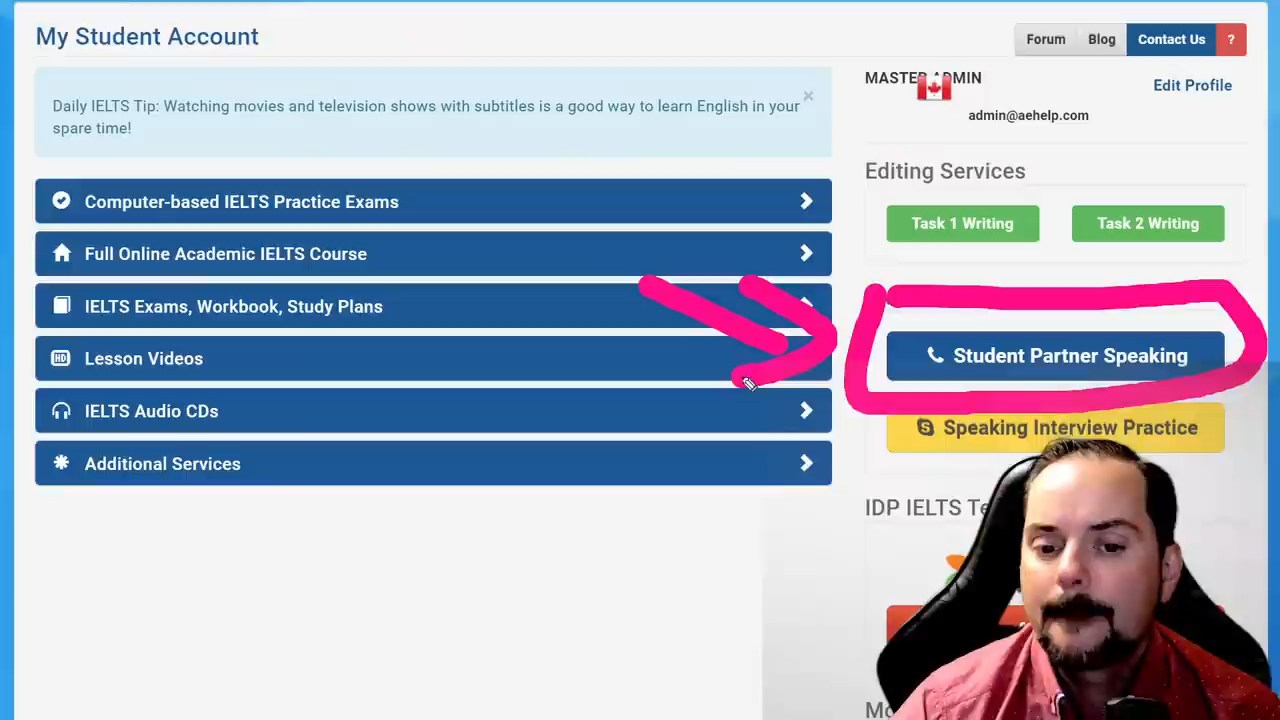 My Student Account
Forum
Blog
Contact Us
?
Daily IELTS Tip: Watching movies and television shows with subtitles is a good way to learn English in your
spare time!
×
MASTER ADMIN
Edit Profile
admin@aehelp.com
Computer-based IELTS Practice Exams
Full Online Academic IELTS Course
IELTS Exams, Workbook, Study Plans
HD Lesson Videos
IELTS Audio CDs
Additional Services
Editing Services
Task 1 Writing
Task 2 Writing
Student Partner Speaking
Speaking Interview Practice
IDP IELTS